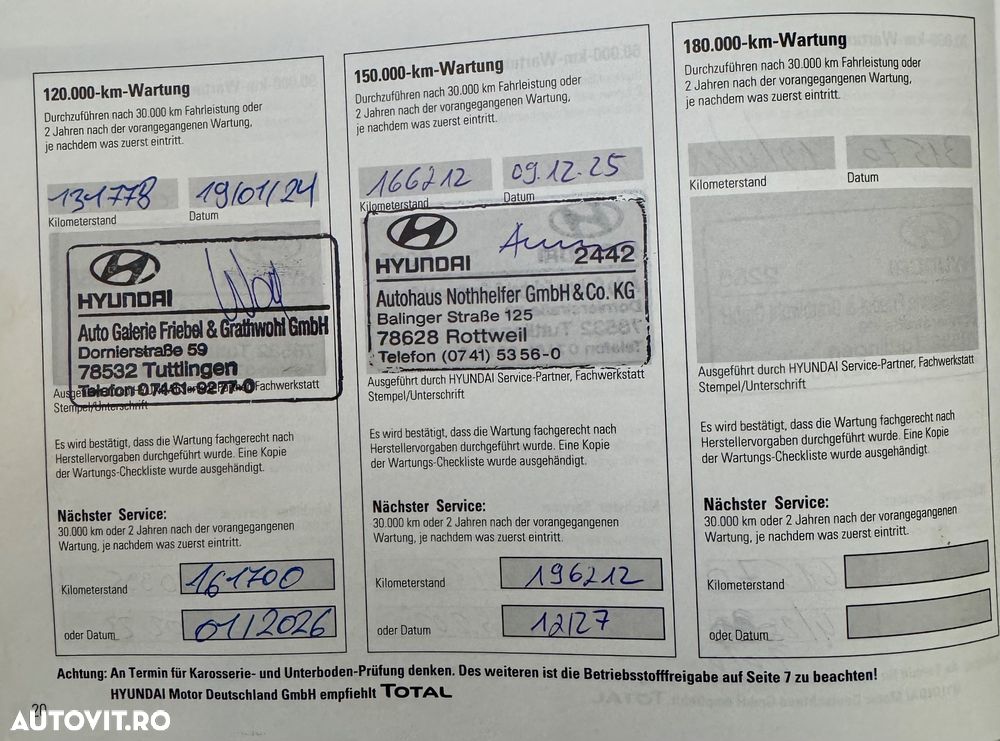 120.000-km-Wartung
Durchzuführen nach 30.000 km Fahrleistung oder
2 Jahren nach der vorangegangenen Wartung,
je nachdem was zuerst eintritt.
131778 19/01/24
Kilometerstand Datum
HYUNDAI
Auto Galerie Friebel & Grathwohl GmbH
Dornierstraße 59
78532 Tuttlingen
Telefon 07461-9277-0
Ausgeführt durch HYUNDAI Service-Partner, Fachwerkstatt
Stempel/Unterschrift
Es wird bestätigt, dass die Wartung fachgerecht nach
Herstellervorgaben durchgeführt wurde. Eine Kopie
der Wartungs-Checkliste wurde ausgehändigt.
Nächster Service:
30.000 km oder 2 Jahren nach der vorangegangenen
Wartung, je nachdem was zuerst eintritt.
Kilometerstand 161700
oder Datum 01/2026
150.000-km-Wartung
Durchzuführen nach 30.000 km Fahrleistung oder
2 Jahren nach der vorangegangenen Wartung,
je nachdem was zuerst eintritt.
166212 09.12.25
Kilometerstand Datum
HYUNDAI 2442
Autohaus Nothhelfer GmbH & Co. KG
Balinger Straße 125
78628 Rottweil
Telefon (0741) 5356-0
Ausgeführt durch HYUNDAI Service-Partner, Fachwerkstatt
Stempel/Unterschrift
Es wird bestätigt, dass die Wartung fachgerecht nach
Herstellervorgaben durchgeführt wurde. Eine Kopie
der Wartungs-Checkliste wurde ausgehändigt.
Nächster Service:
30.000 km oder 2 Jahren nach der vorangegangenen
Wartung, je nachdem was zuerst eintritt.
Kilometerstand 196212
oder Datum 12/27
180.000-km-Wartung
Durchzuführen nach 30.000 km Fahrleistung oder
2 Jahren nach der vorangegangenen Wartung,
je nachdem was zuerst eintritt.
Kilometerstand Datum
Ausgeführt durch HYUNDAI Service-Partner, Fachwerkstatt
Stempel/Unterschrift
Es wird bestätigt, dass die Wartung fachgerecht nach
Herstellervorgaben durchgeführt wurde. Eine Kopie
der Wartungs-Checkliste wurde ausgehändigt.
Nächster Service:
30.000 km oder 2 Jahren nach der vorangegangenen
Wartung, je nachdem was zuerst eintritt.
Kilometerstand
oder Datum
Achtung: An Termin für Karosserie- und Unterboden-Prüfung denken. Des weiteren ist die Betriebsstofffreigabe auf Seite 7 zu beachten!
HYUNDAI Motor Deutschland GmbH empfiehlt TOTAL
20
AUTOVIT.RO